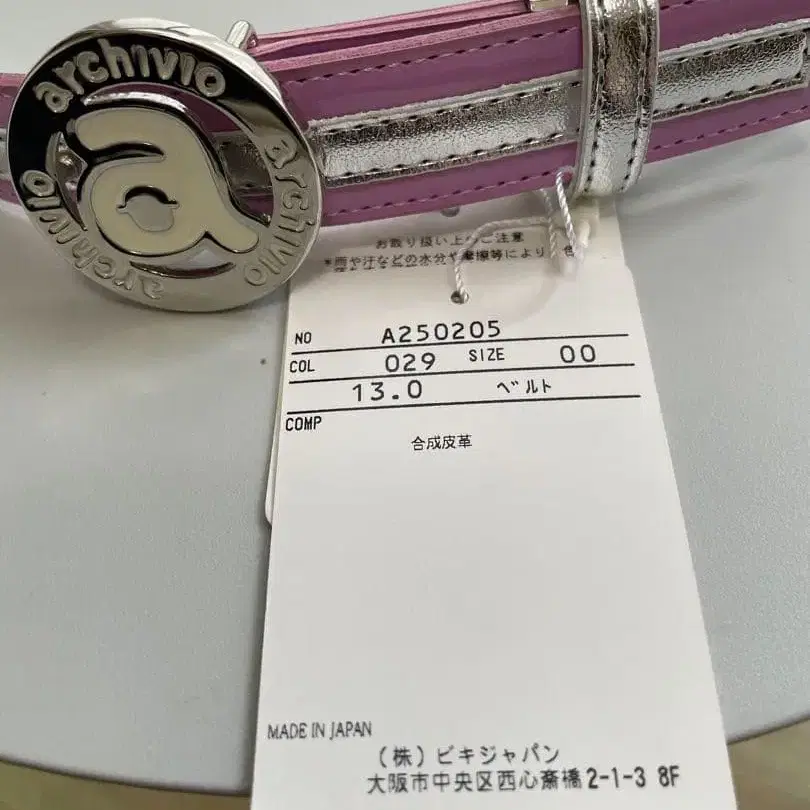 archivio
archivio
archivio
a
お取り扱い上のご注意
*雨や汗などの水分や摩擦等により 色
NO A250205
COL 029 SIZE 00
13.0 ベルト
COMP
合成皮革
MADE IN JAPAN
(株) ビキジャパン
大阪市中央区西心斎橋2-1-3 8F